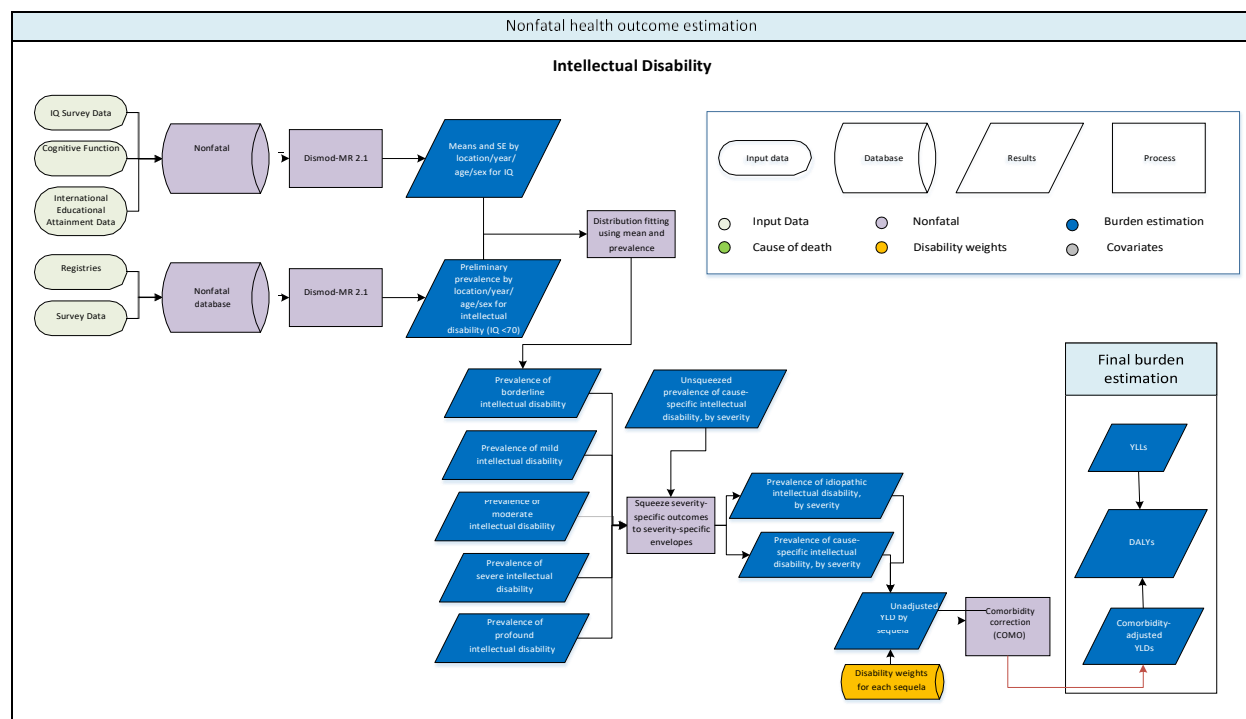 Nonfatal health outcome estimation
Intellectual Disability
IQ Survey Data
Cognitive Function
International
Educational
Attainment Data
Nonfatal
Dismod-MR 2.1
Means and SE by
location/year/
age/sex for IQ
Distribution fitting
using mean and
prevalence
Input data
Database
Results
Process
Input Data
Nonfatal
Burden estimation
Cause of death
Disability weights
Covariates
Registries
Survey Data
Nonfatal
database
Dismod-MR 2.1
Preliminary
prevalence by
location/year/
age/sex for
intellectual
disability (IQ <70)
Prevalence of
borderline
intellectual disability
Prevalence of mild
intellectual disability
Prevalence of
moderate
intellectual disability
Prevalence of
severe intellectual
disability
Prevalence of
profound
intellectual disability
Unsqueezed
prevalence of cause-
specific intellectual
disability, by severity
Squeeze severity-
specific outcomes
to severity-specific
envelopes
Prevalence of idiopathic
intellectual disability,
by severity
Prevalence of cause-
specific intellectual
disability, by severity
Unadjusted
YLD by
sequela
Disability weights
for each sequela
Comorbidity
correction
(COMO)
Final burden
estimation
YLLs
DALYs
Comorbidity-
adjusted
YLDs